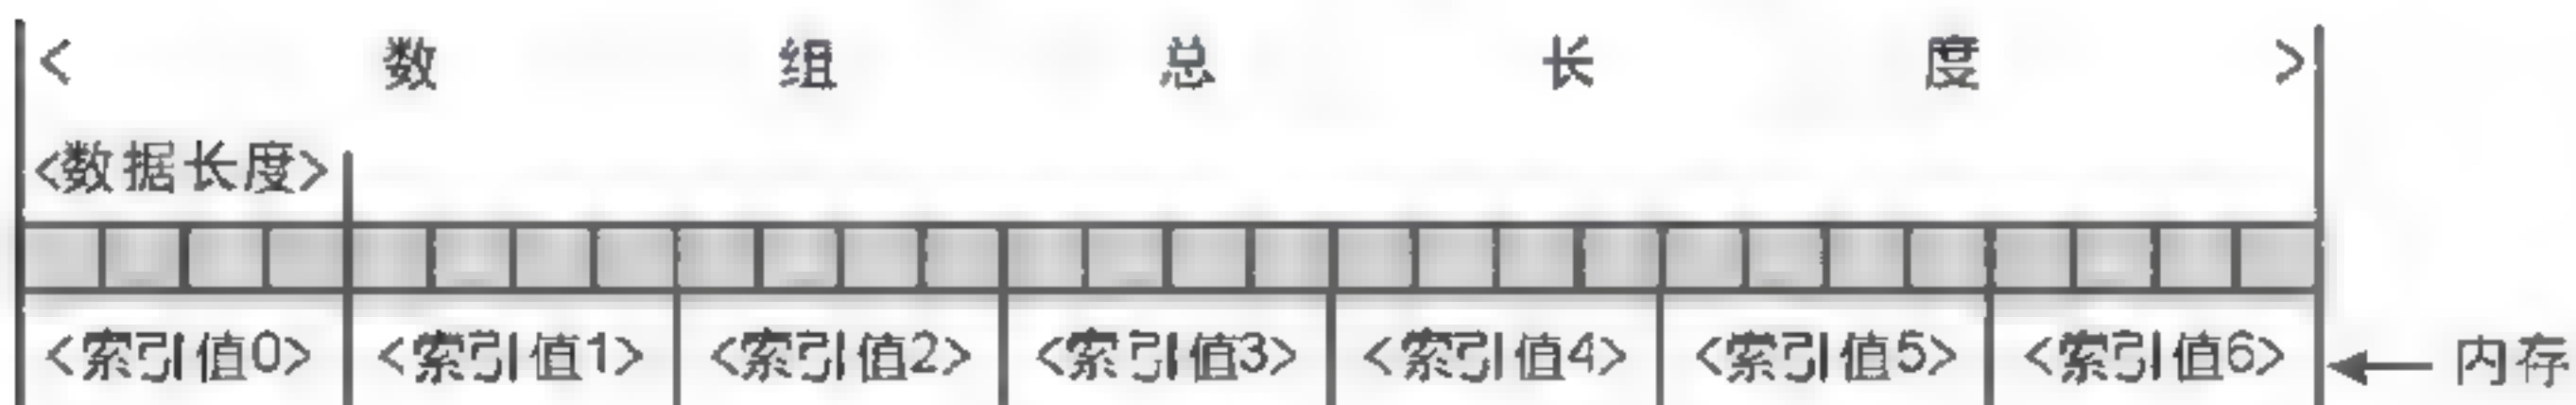 < 数 组 总 长 度 >
<数据长度>
<索引值0> <索引值1> <索引值2> <索引值3> <索引值4> <索引值5> <索引值6> 内存